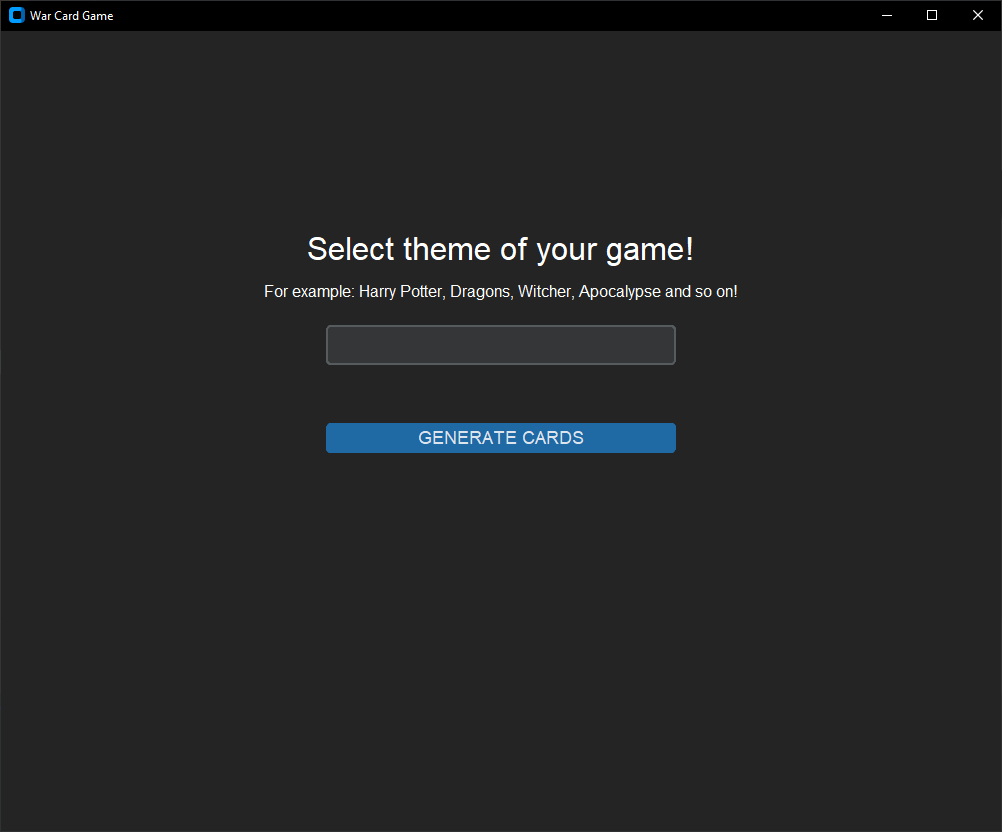 War Card Game
Select theme of your game!
For example: Harry Potter, Dragons, Witcher, Apocalypse and so on!
GENERATE CARDS